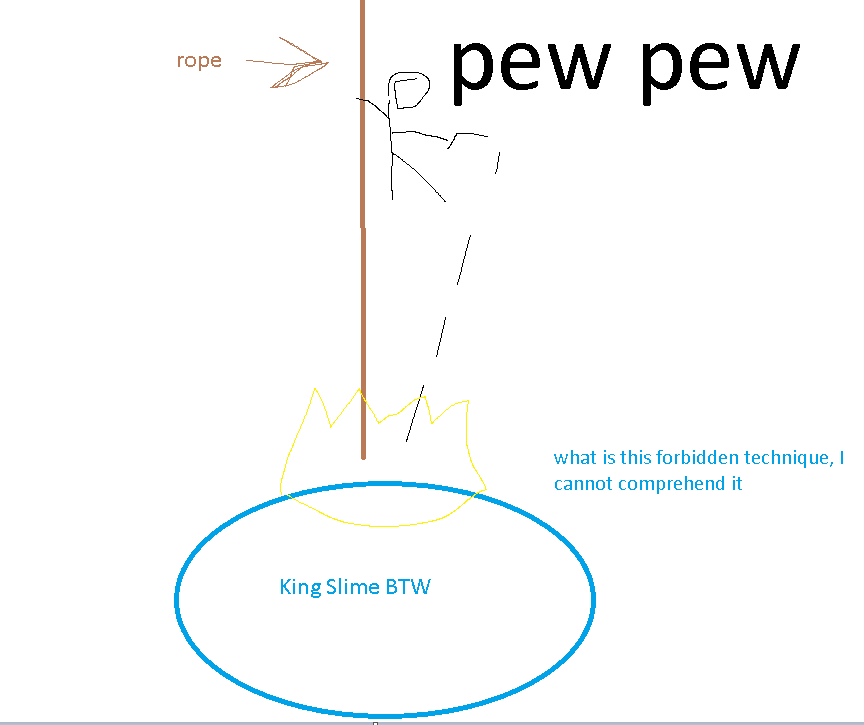 pew pew
rope
what is this forbidden technique, I
cannot comprehend it
King Slime BTW